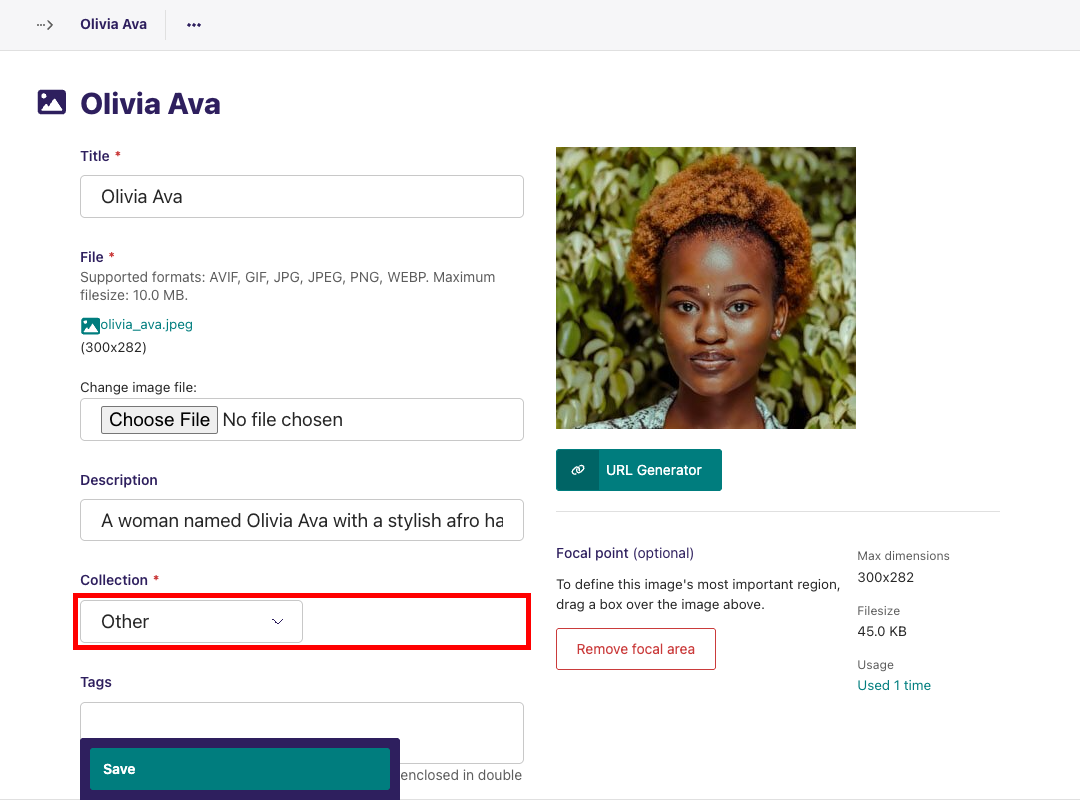 Olivia Ava
Olivia Ava
Title *
Olivia Ava
File *
Supported formats: AVIF, GIF, JPG, JPEG, PNG, WEBP. Maximum
filesize: 10.0 MB.
olivia_ava.jpeg
(300x282)
Change image file:
Choose File No file chosen
Description
A woman named Olivia Ava with a stylish afro ha
Collection *
Other
Tags
enclosed in double
Save
URL Generator
Focal point (optional)
To define this image's most important region,
drag a box over the image above.
Remove focal area
Max dimensions
300x282
Filesize
45.0 KB
Usage
Used 1 time